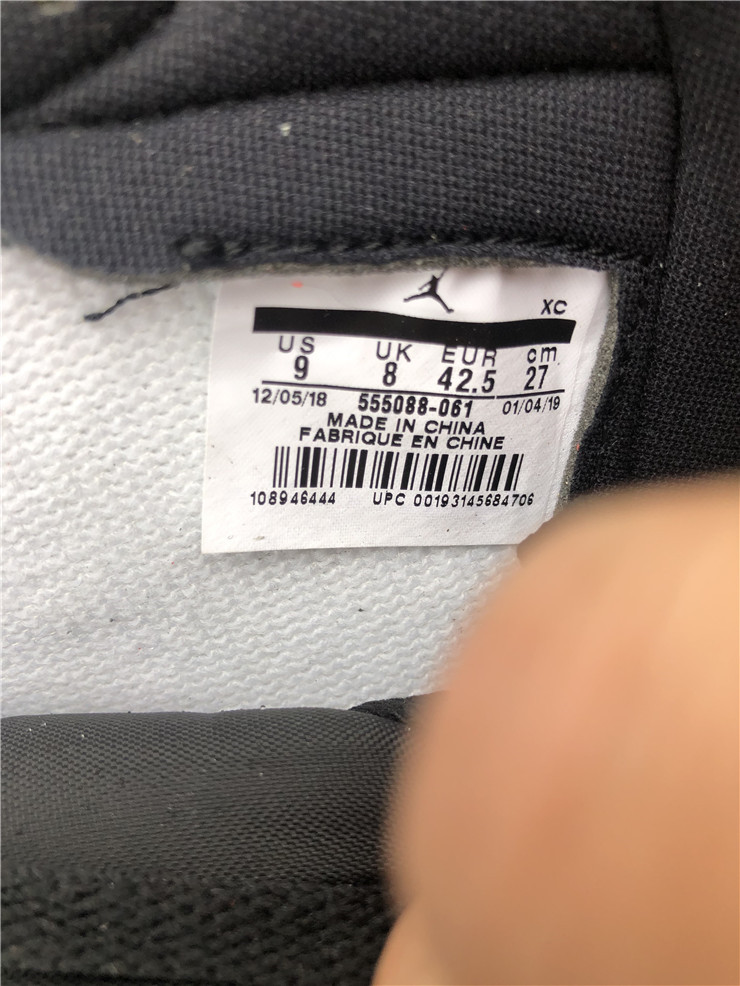 XC
US UK EUR cm
9 8 42.5 27
12/05/18 555088-061 01/04/19
MADE IN CHINA
FABRIQUE EN CHINE
108946444 UPC 00193145684706